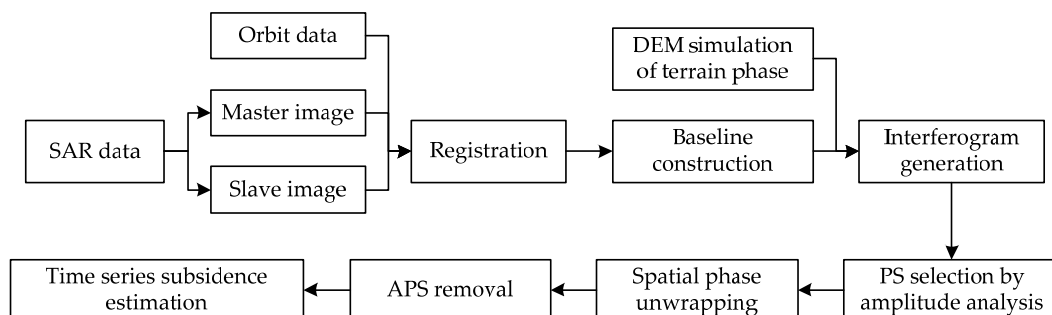 Orbit data
Master image
SAR data
Slave image
Registration
DEM simulation
of terrain phase
Baseline
construction
Interferogram
generation
PS selection by
amplitude analysis
Spatial phase
unwrapping
APS removal
Time series subsidence
estimation